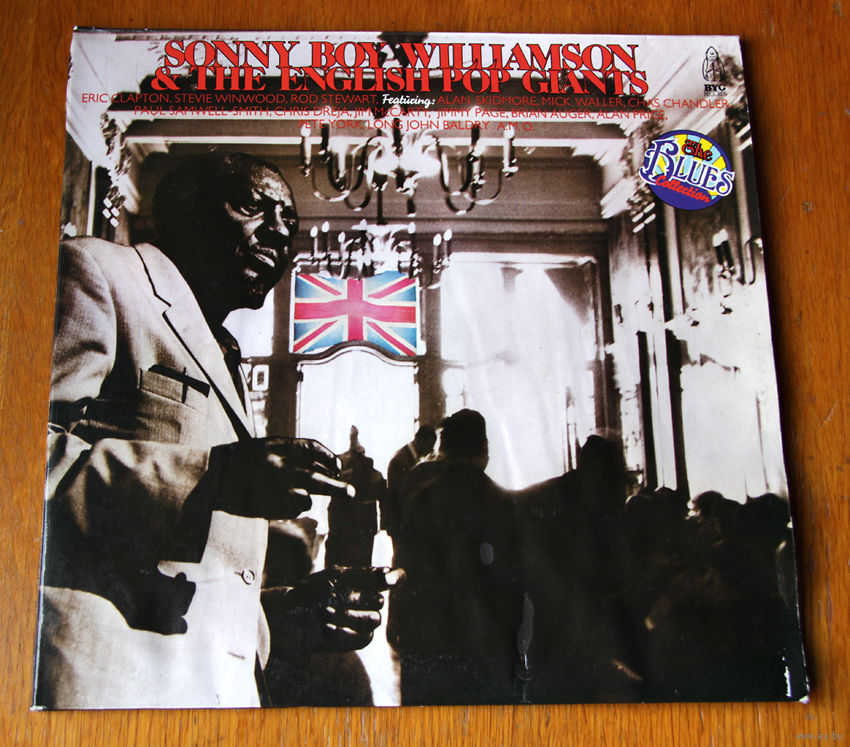 SONNY BOY WILLIAMSON
& THE ENGLISH POP GIANTS
BYG
RECORDS
ERIC CLAPTON, STEVIE WINWOOD, ROD STEWART, Featuring: ALAN SKIDMORE, MICK WALLER, CHAS CHANDLER,
PAUL SAMWELL SMITH, CHRIS DREJA, JIM McCARTY, JIMMY PAGE, BRIAN AUGER, ALAN PRICE,
PETE YORK, LONG JOHN BALDRY A.M.O.
The
BLUES
Collection